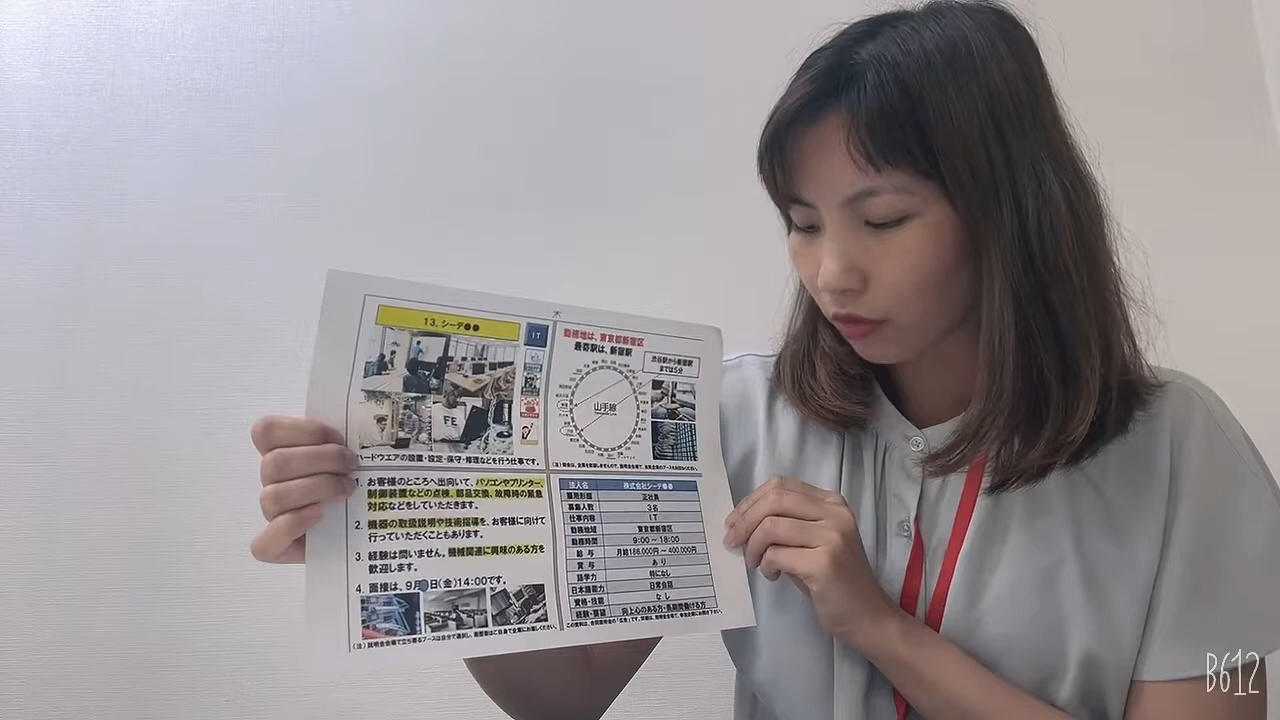 木
13. シーデ●●
IT
FE
ハードウエアの設置・設定・保守・修理などを行う仕事です。
勤務地は、東京都新宿区
最寄駅は、新宿駅
渋谷駅から新宿駅
までは5分
山手線
1. お客様のところへ出向いて、パソコンやプリンター、
制御装置などの点検、部品交換、故障時の緊急
対応などをしていただきます。
2. 機器の取扱説明や技術指導を、お客様に向けて
行っていただくこともあります。
3. 経験は問いません。機械関連に興味のある方を
歓迎します。
4. 面接は、9月 日(金)14:00です。
法人名 株式会社シーデ●●
雇用形態 正社員
募集人数 3名
仕事内容 IT
勤務地域 東京都新宿区
勤務時間 9:00～18:00
給与 月給186,000円～400,000円
賞与 あり
語学力 特になし
日本語能力 日常会話
資格・技能 なし
経験・要望 向上心のある方・長期間働ける方
B612